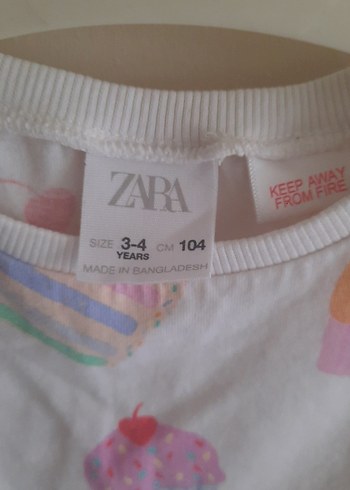 ZARA
KEEP AWAY
FROM FIRE
SIZE 3-4 CM 104
YEARS
MADE IN BANGLADESH